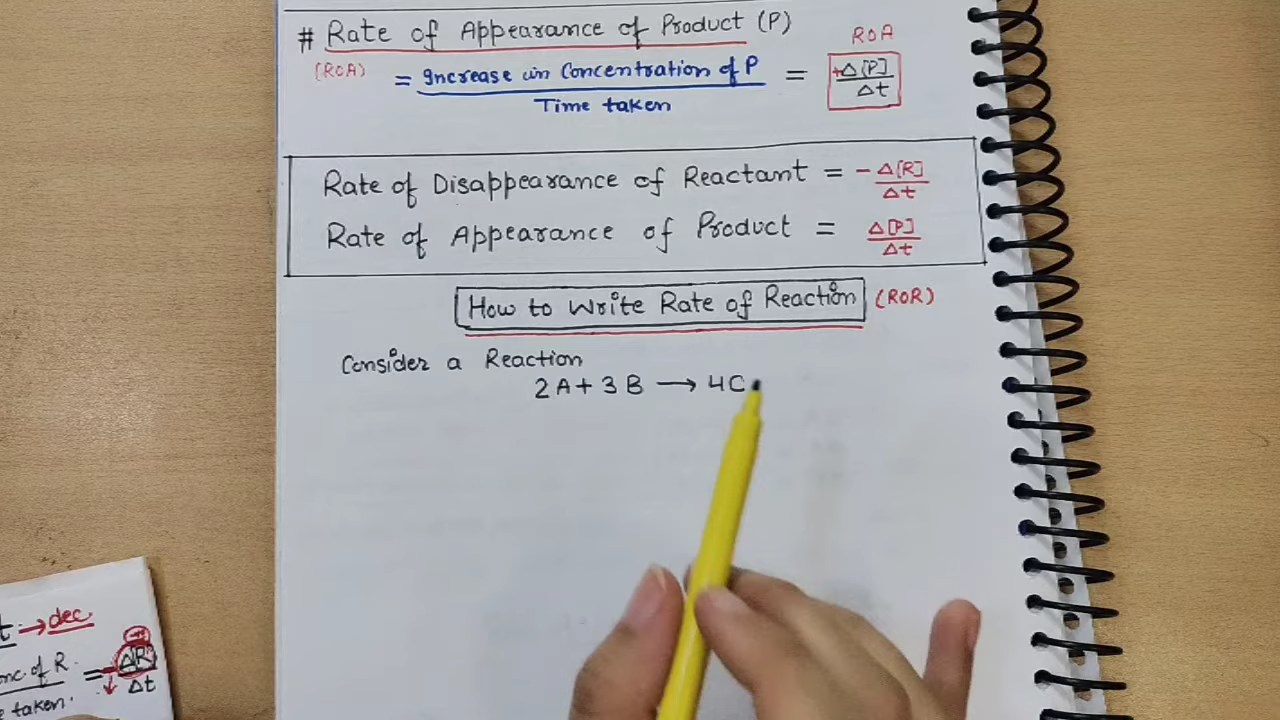 # Rate of Appearance of Product (P)
(ROA) = Increase in Concentration of P / Time taken = ROA +Δ[P] / Δt
Rate of Disappearance of Reactant = - Δ[R] / Δt
Rate of Appearance of Product = Δ[P] / Δt
How to Write Rate of Reaction (ROR)
Consider a Reaction
2A + 3B → 4C
→ dec.
of R = - Δ[R] / Δt
taken.